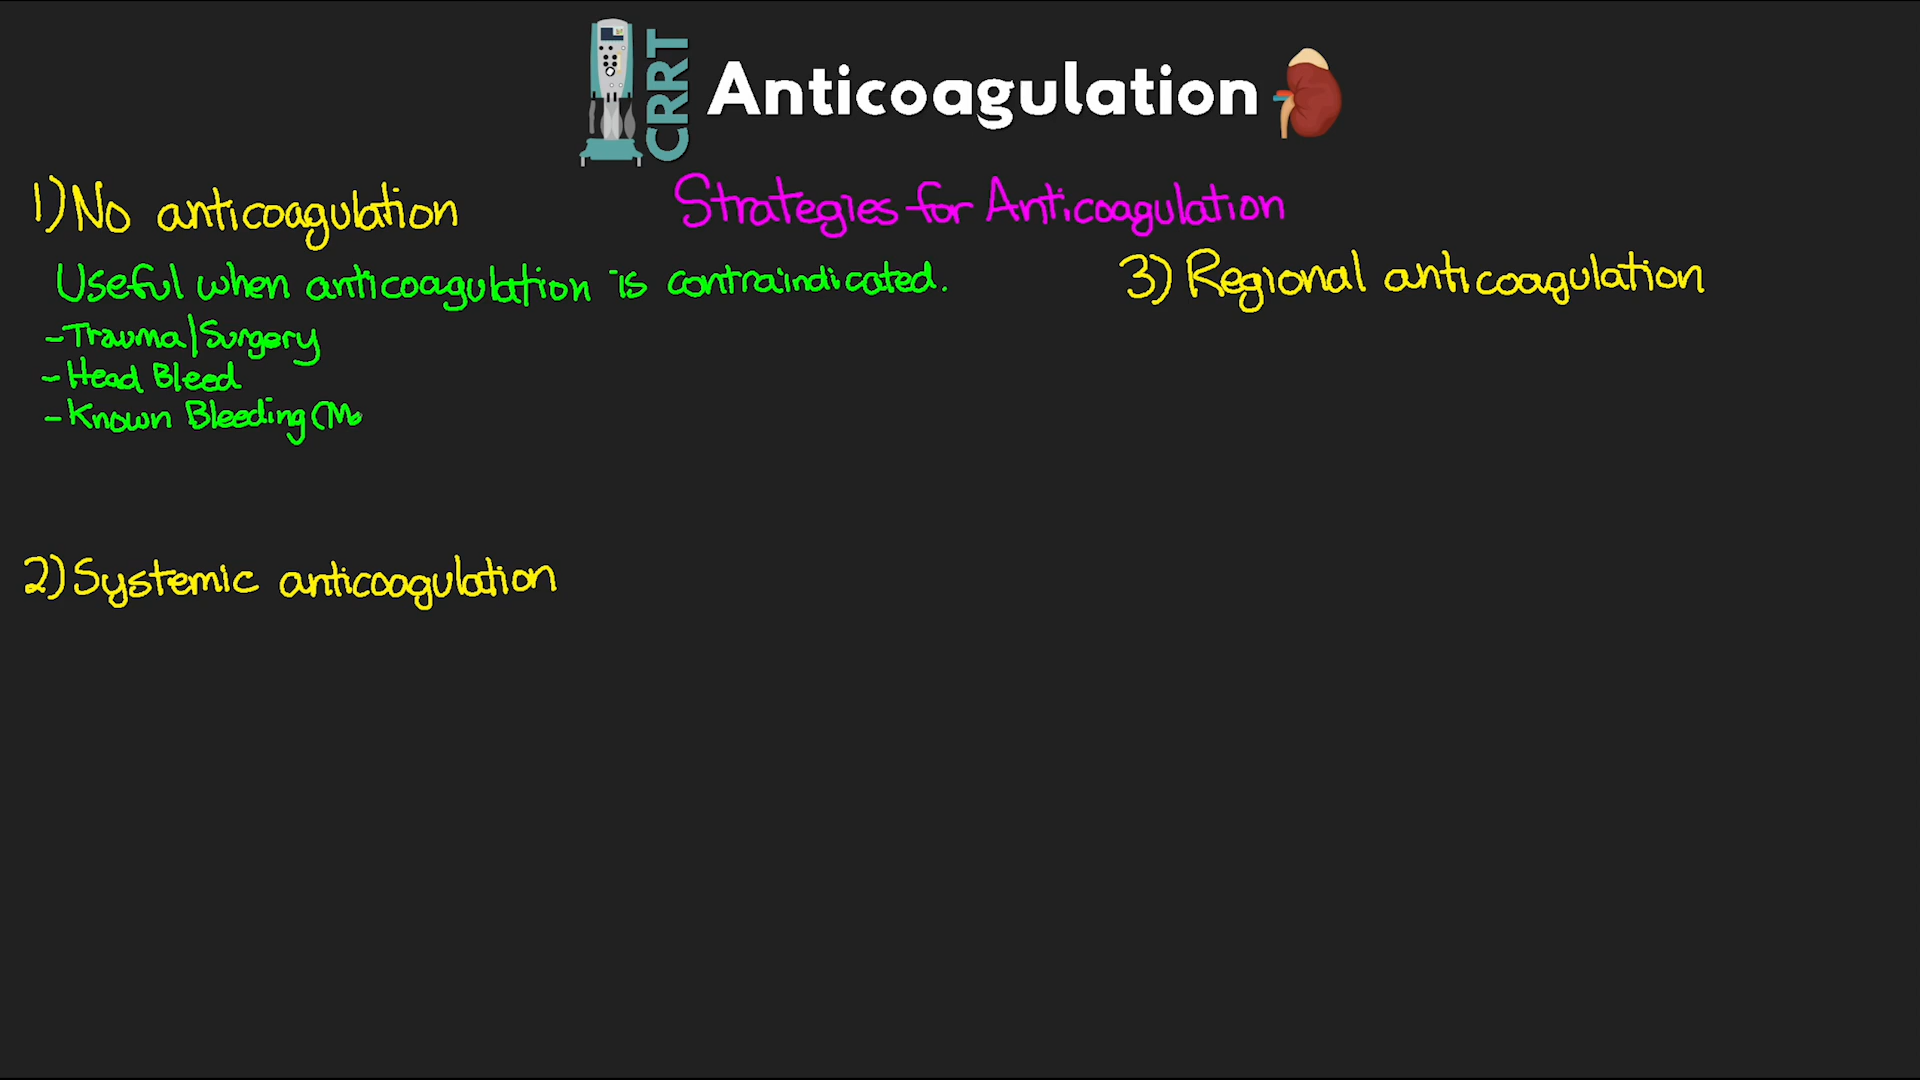 CRRT Anticoagulation
Strategies for Anticoagulation
1) No anticoagulation
Useful when anticoagulation is contraindicated.
- Trauma/Surgery
- Head Bleed
- Known Bleeding (Mo
2) Systemic anticoagulation
3) Regional anticoagulation